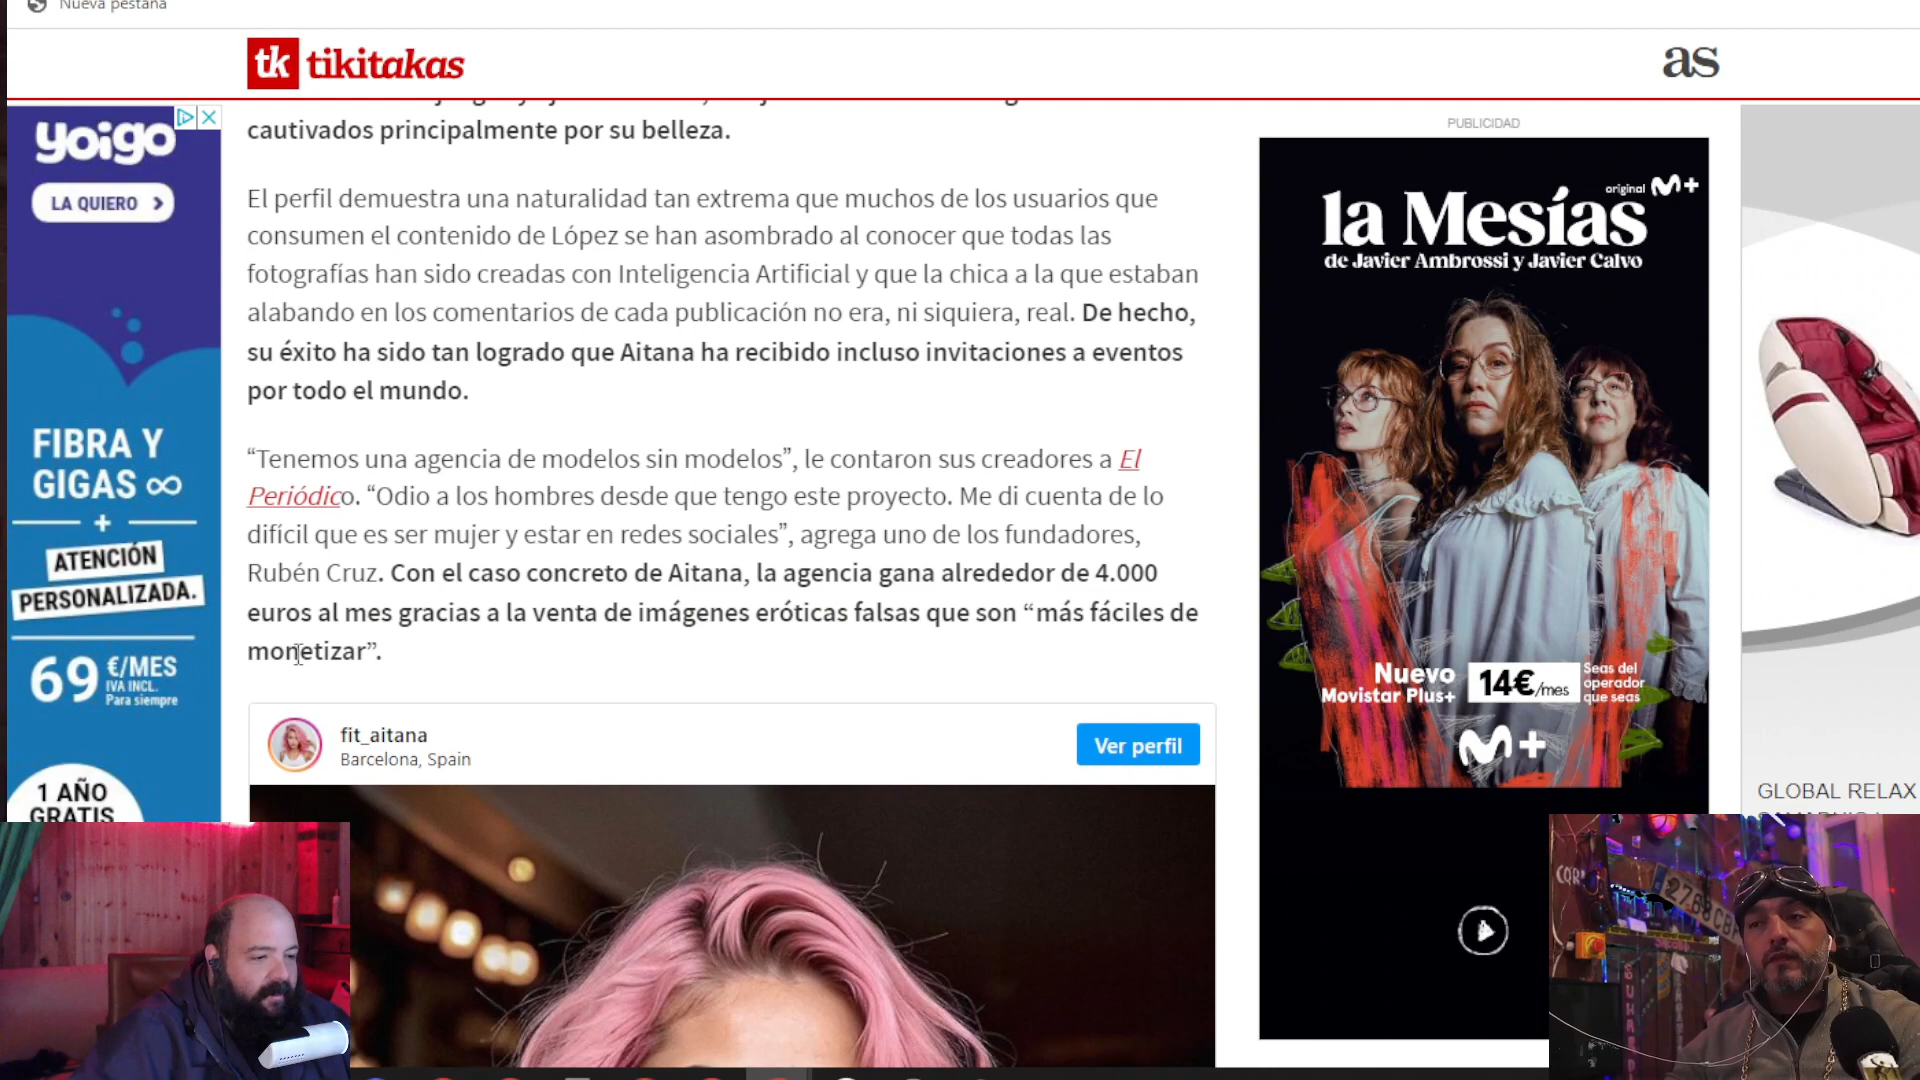 Nueva pestaña
tk tikitakas
as
cautivados principalmente por su belleza.
El perfil demuestra una naturalidad tan extrema que muchos de los usuarios que
consumen el contenido de López se han asombrado al conocer que todas las
fotografías han sido creadas con Inteligencia Artificial y que la chica a la que estaban
alabando en los comentarios de cada publicación no era, ni siquiera, real. De hecho,
su éxito ha sido tan logrado que Aitana ha recibido incluso invitaciones a eventos
por todo el mundo.
“Tenemos una agencia de modelos sin modelos”, le contaron sus creadores a El
Periódico. “Odio a los hombres desde que tengo este proyecto. Me di cuenta de lo
difícil que es ser mujer y estar en redes sociales”, agrega uno de los fundadores,
Rubén Cruz. Con el caso concreto de Aitana, la agencia gana alrededor de 4.000
euros al mes gracias a la venta de imágenes eróticas falsas que son “más fáciles de
monetizar”.
fit_aitana
Barcelona, Spain
Ver perfil
yoigo
LA QUIERO
FIBRA Y
GIGAS ∞
+
ATENCIÓN
PERSONALIZADA.
69 €/MES
IVA INCL.
Para siempre
1 AÑO
GRATIS
PUBLICIDAD
original M+
la Mesías
de Javier Ambrossi y Javier Calvo
Nuevo
Movistar Plus+
14€/mes
Seas del
operador
que seas
M+
GLOBAL RELAX